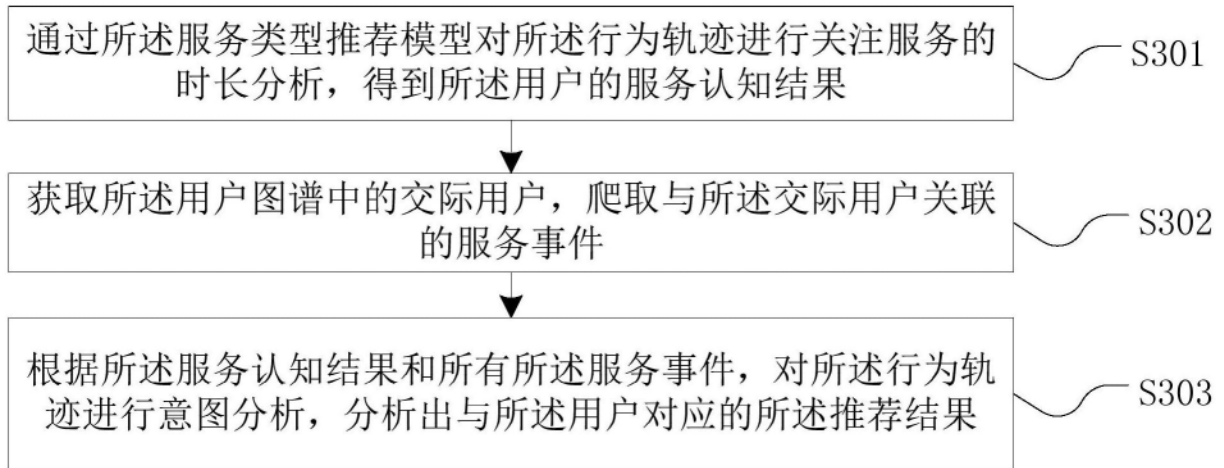 通过所述服务类型推荐模型对所述行为轨迹进行关注服务的
时长分析，得到所述用户的服务认知结果
S301
获取所述用户图谱中的交际用户，爬取与所述交际用户关联
的服务事件
S302
根据所述服务认知结果和所有所述服务事件，对所述行为轨
迹进行意图分析，分析出与所述用户对应的所述推荐结果
S303